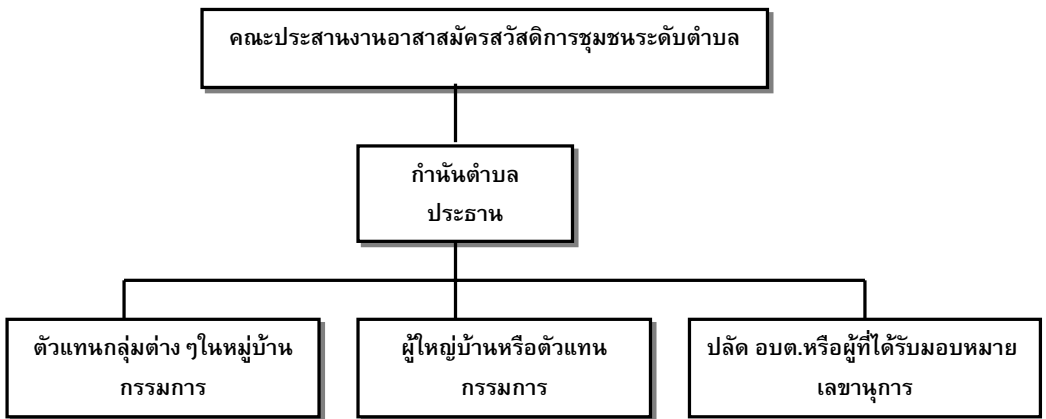 คณะประสานงานอาสาสมัครสวัสดิการชุมชนระดับตำบล
กำนันตำบล
ประธาน
ตัวแทนกลุ่มต่าง ๆในหมู่บ้าน
กรรมการ
ผู้ใหญ่บ้านหรือตัวแทน
กรรมการ
ปลัด อบต.หรือผู้ที่ได้รับมอบหมาย
เลขานุการ